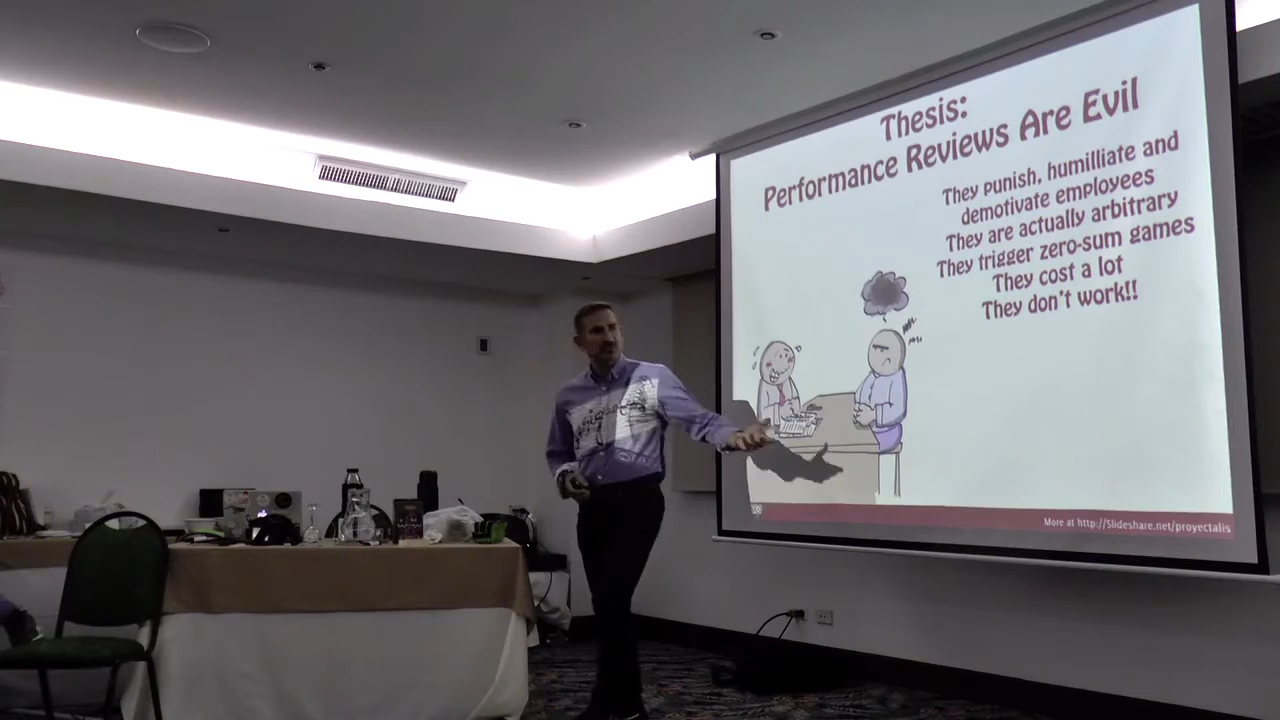 Thesis:
Performance Reviews Are Evil
They punish, humilliate and
demotivate employees
They are actually arbitrary
They trigger zero-sum games
They cost a lot
They don't work!!
More at http://Slideshare.net/proyectalis